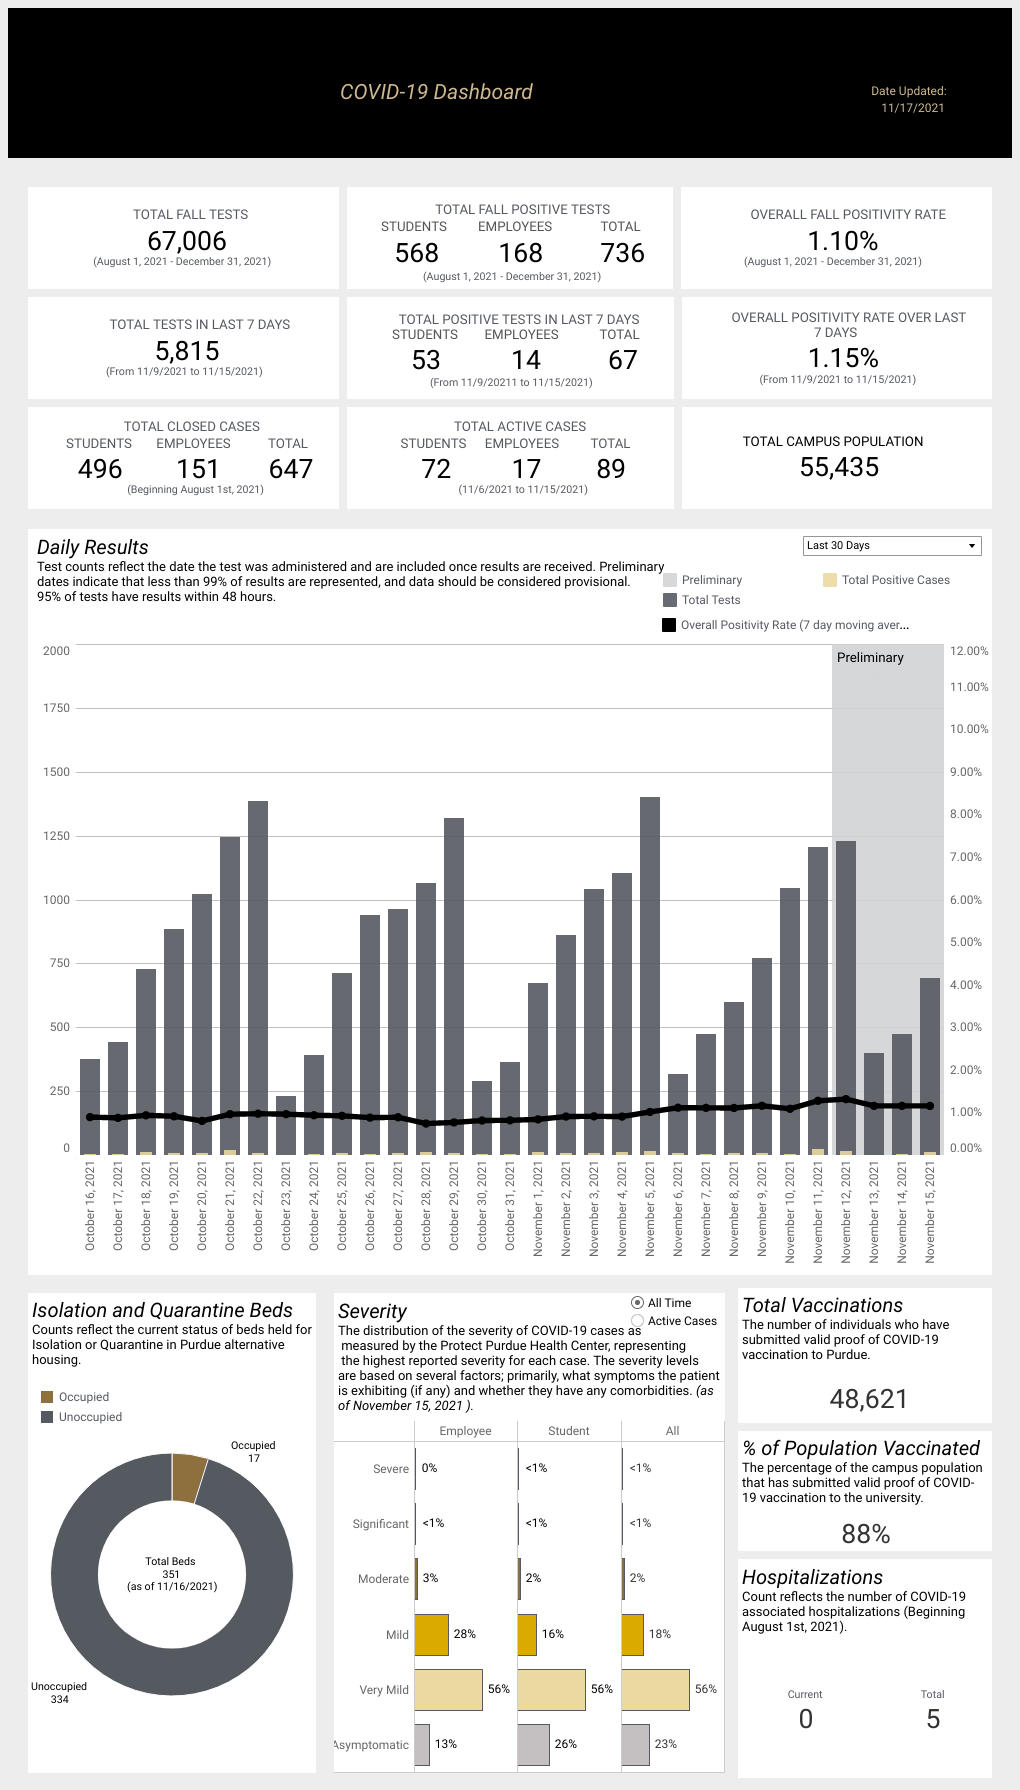 COVID-19 Dashboard
Date Updated:
11/17/2021
TOTAL FALL TESTS
67,006
(August 1, 2021 - December 31, 2021)
TOTAL FALL POSITIVE TESTS
STUDENTS EMPLOYEES TOTAL
568 168 736
(August 1, 2021 - December 31, 2021)
OVERALL FALL POSITIVITY RATE
1.10%
(August 1, 2021 - December 31, 2021)
TOTAL TESTS IN LAST 7 DAYS
5,815
(From 11/9/2021 to 11/15/2021)
TOTAL POSITIVE TESTS IN LAST 7 DAYS
STUDENTS EMPLOYEES TOTAL
53 14 67
(From 11/9/20211 to 11/15/2021)
OVERALL POSITIVITY RATE OVER LAST
7 DAYS
1.15%
(From 11/9/2021 to 11/15/2021)
TOTAL CLOSED CASES
STUDENTS EMPLOYEES TOTAL
496 151 647
(Beginning August 1st, 2021)
TOTAL ACTIVE CASES
STUDENTS EMPLOYEES TOTAL
72 17 89
(11/6/2021 to 11/15/2021)
TOTAL CAMPUS POPULATION
55,435
Daily Results
Test counts reflect the date the test was administered and are included once results are received. Preliminary
dates indicate that less than 99% of results are represented, and data should be considered provisional.
95% of tests have results within 48 hours.
Last 30 Days
Preliminary
Total Positive Cases
Total Tests
Overall Positivity Rate (7 day moving aver...
Preliminary
2000
1750
1500
1250
1000
750
500
250
0
12.00%
11.00%
10.00%
9.00%
8.00%
7.00%
6.00%
5.00%
4.00%
3.00%
2.00%
1.00%
0.00%
October 16, 2021
October 17, 2021
October 18, 2021
October 19, 2021
October 20, 2021
October 21, 2021
October 22, 2021
October 23, 2021
October 24, 2021
October 25, 2021
October 26, 2021
October 27, 2021
October 28, 2021
October 29, 2021
October 30, 2021
October 31, 2021
November 1, 2021
November 2, 2021
November 3, 2021
November 4, 2021
November 5, 2021
November 6, 2021
November 7, 2021
November 8, 2021
November 9, 2021
November 10, 2021
November 11, 2021
November 12, 2021
November 13, 2021
November 14, 2021
November 15, 2021
Isolation and Quarantine Beds
Counts reflect the current status of beds held for
Isolation or Quarantine in Purdue alternative
housing.
Occupied
Unoccupied
Occupied
17
Total Beds
351
(as of 11/16/2021)
Unoccupied
334
Severity
All Time
Active Cases
The distribution of the severity of COVID-19 cases as
measured by the Protect Purdue Health Center, representing
the highest reported severity for each case. The severity levels
are based on several factors; primarily, what symptoms the patient
is exhibiting (if any) and whether they have any comorbidities. (as
of November 15, 2021 ).
Employee Student All
Severe 0% <1% <1%
Significant <1% <1% <1%
Moderate 3% 2% 2%
Mild 28% 16% 18%
Very Mild 56% 56% 56%
Asymptomatic 13% 26% 23%
Total Vaccinations
The number of individuals who have
submitted valid proof of COVID-19
vaccination to Purdue.
48,621
% of Population Vaccinated
The percentage of the campus population
that has submitted valid proof of COVID-
19 vaccination to the university.
88%
Hospitalizations
Count reflects the number of COVID-19
associated hospitalizations (Beginning
August 1st, 2021).
Current Total
0 5